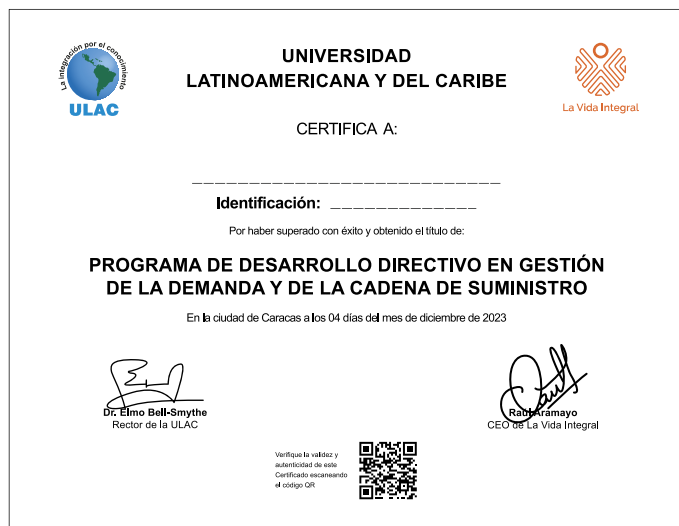 La integración por el conocimiento
ULAC
UNIVERSIDAD
LATINOAMERICANA Y DEL CARIBE
La Vida Integral
CERTIFICA A:
___________________________
Identificación: _____________
Por haber superado con éxito y obtenido el título de:
PROGRAMA DE DESARROLLO DIRECTIVO EN GESTIÓN
DE LA DEMANDA Y DE LA CADENA DE SUMINISTRO
En la ciudad de Caracas a los 04 días del mes de diciembre de 2023
Dr. Elmo Bell-Smythe
Rector de la ULAC
Raúl Aramayo
CEO de La Vida Integral
Verifique la validez y
autenticidad de este
Certificado escaneando
el código QR